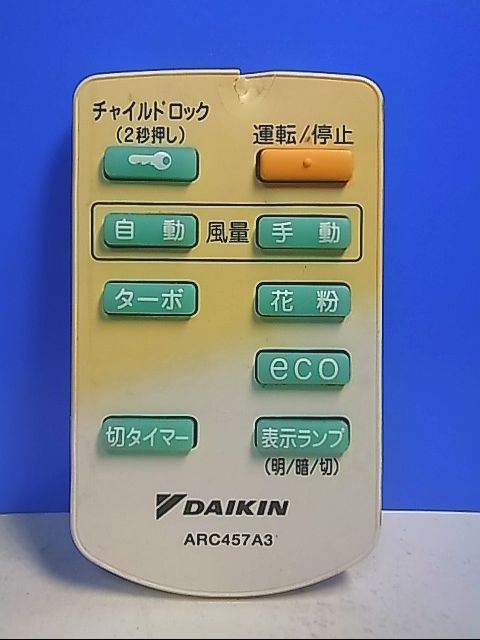 チャイルドロック
(2秒押し)
運転/停止
自動 風量 手動
ターボ 花粉
eco
切タイマー 表示ランプ
(明/暗/切)
DAIKIN
ARC457A3